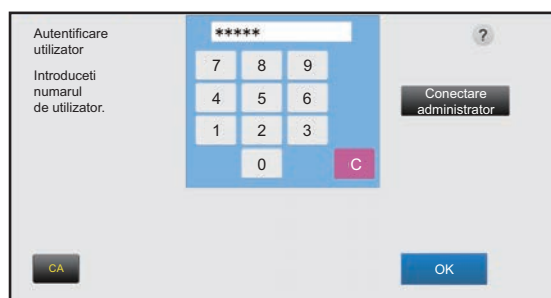 Autentificare
utilizator
Introduceti
numarul
de utilizator.
*****
7 8 9
4 5 6
1 2 3
0 C
?
Conectare
administrator
CA
OK